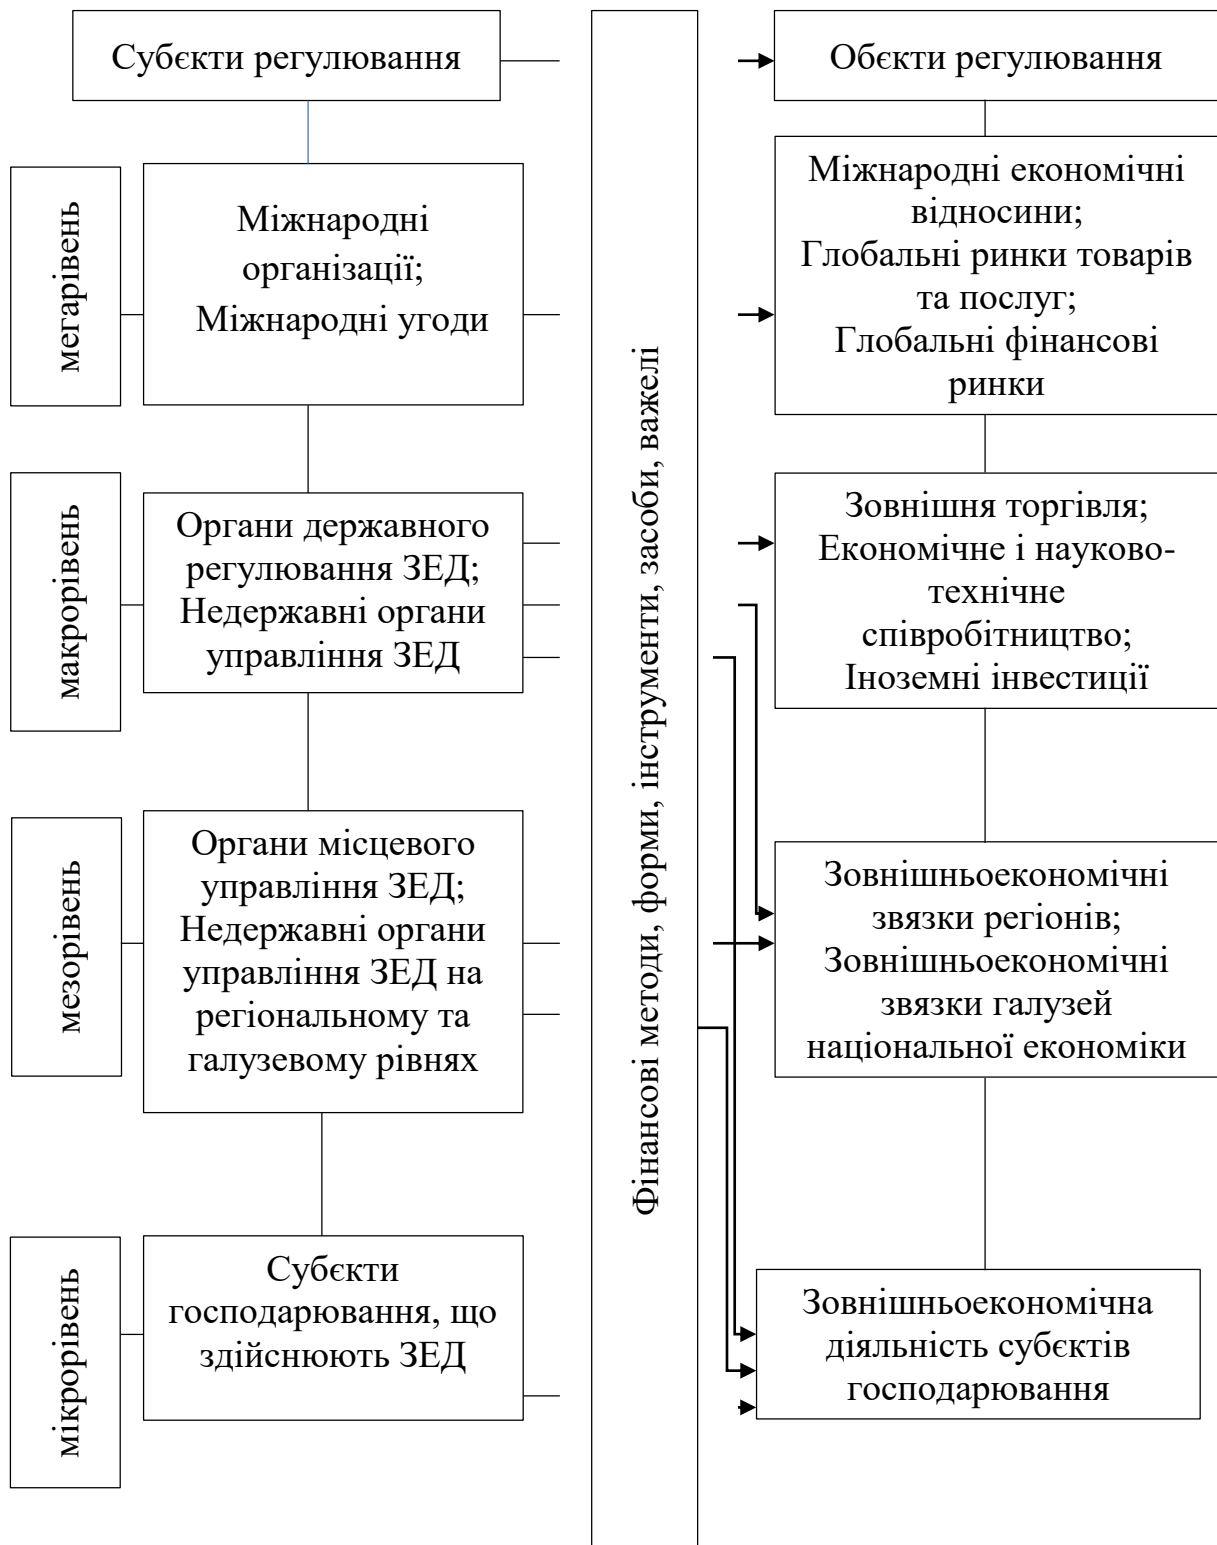 Субєкти регулювання
Обєкти регулювання
мегарівень
Міжнародні
організації;
Міжнародні угоди
Міжнародні економічні
відносини;
Глобальні ринки товарів
та послуг;
Глобальні фінансові
ринки
Фінансові методи, форми, інструменти, засоби, важелі
макрорівень
Органи державного
регулювання ЗЕД;
Недержавні органи
управління ЗЕД
Зовнішня торгівля;
Економічне і науково-
технічне
співробітництво;
Іноземні інвестиції
мезорівень
Органи місцевого
управління ЗЕД;
Недержавні органи
управління ЗЕД на
регіональному та
галузевому рівнях
Зовнішньоекономічні
звязки регіонів;
Зовнішньоекономічні
звязки галузей
національної економіки
мікрорівень
Субєкти
господарювання, що
здійснюють ЗЕД
Зовнішньоекономічна
діяльність субєктів
господарювання